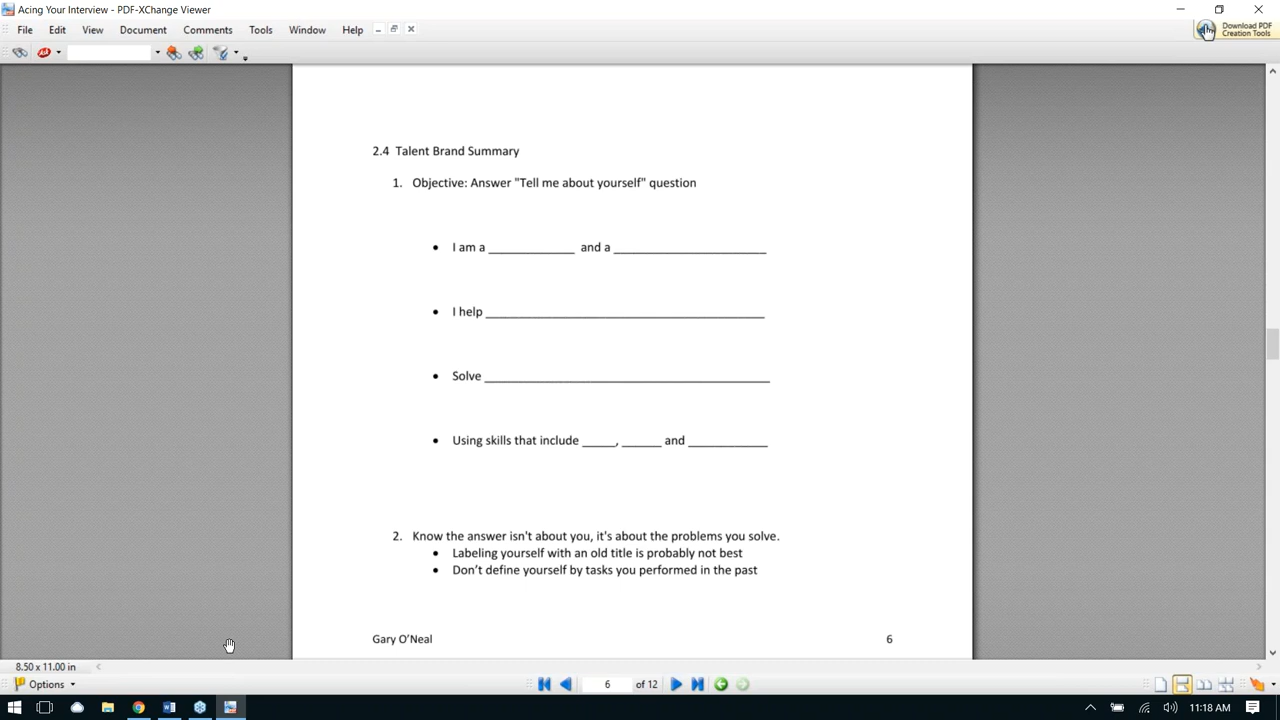 Acing Your Interview - PDF-XChange Viewer
File Edit View Document Comments Tools Window Help
Download PDF
Creation Tools
2.4 Talent Brand Summary
1. Objective: Answer "Tell me about yourself" question
• I am a _____________ and a _______________________
• I help __________________________________________
• Solve ___________________________________________
• Using skills that include _____, ______ and ____________
2. Know the answer isn't about you, it's about the problems you solve.
• Labeling yourself with an old title is probably not best
• Don't define yourself by tasks you performed in the past
Gary O'Neal 6
8.50 x 11.00 in
Options 6 of 12
11:18 AM